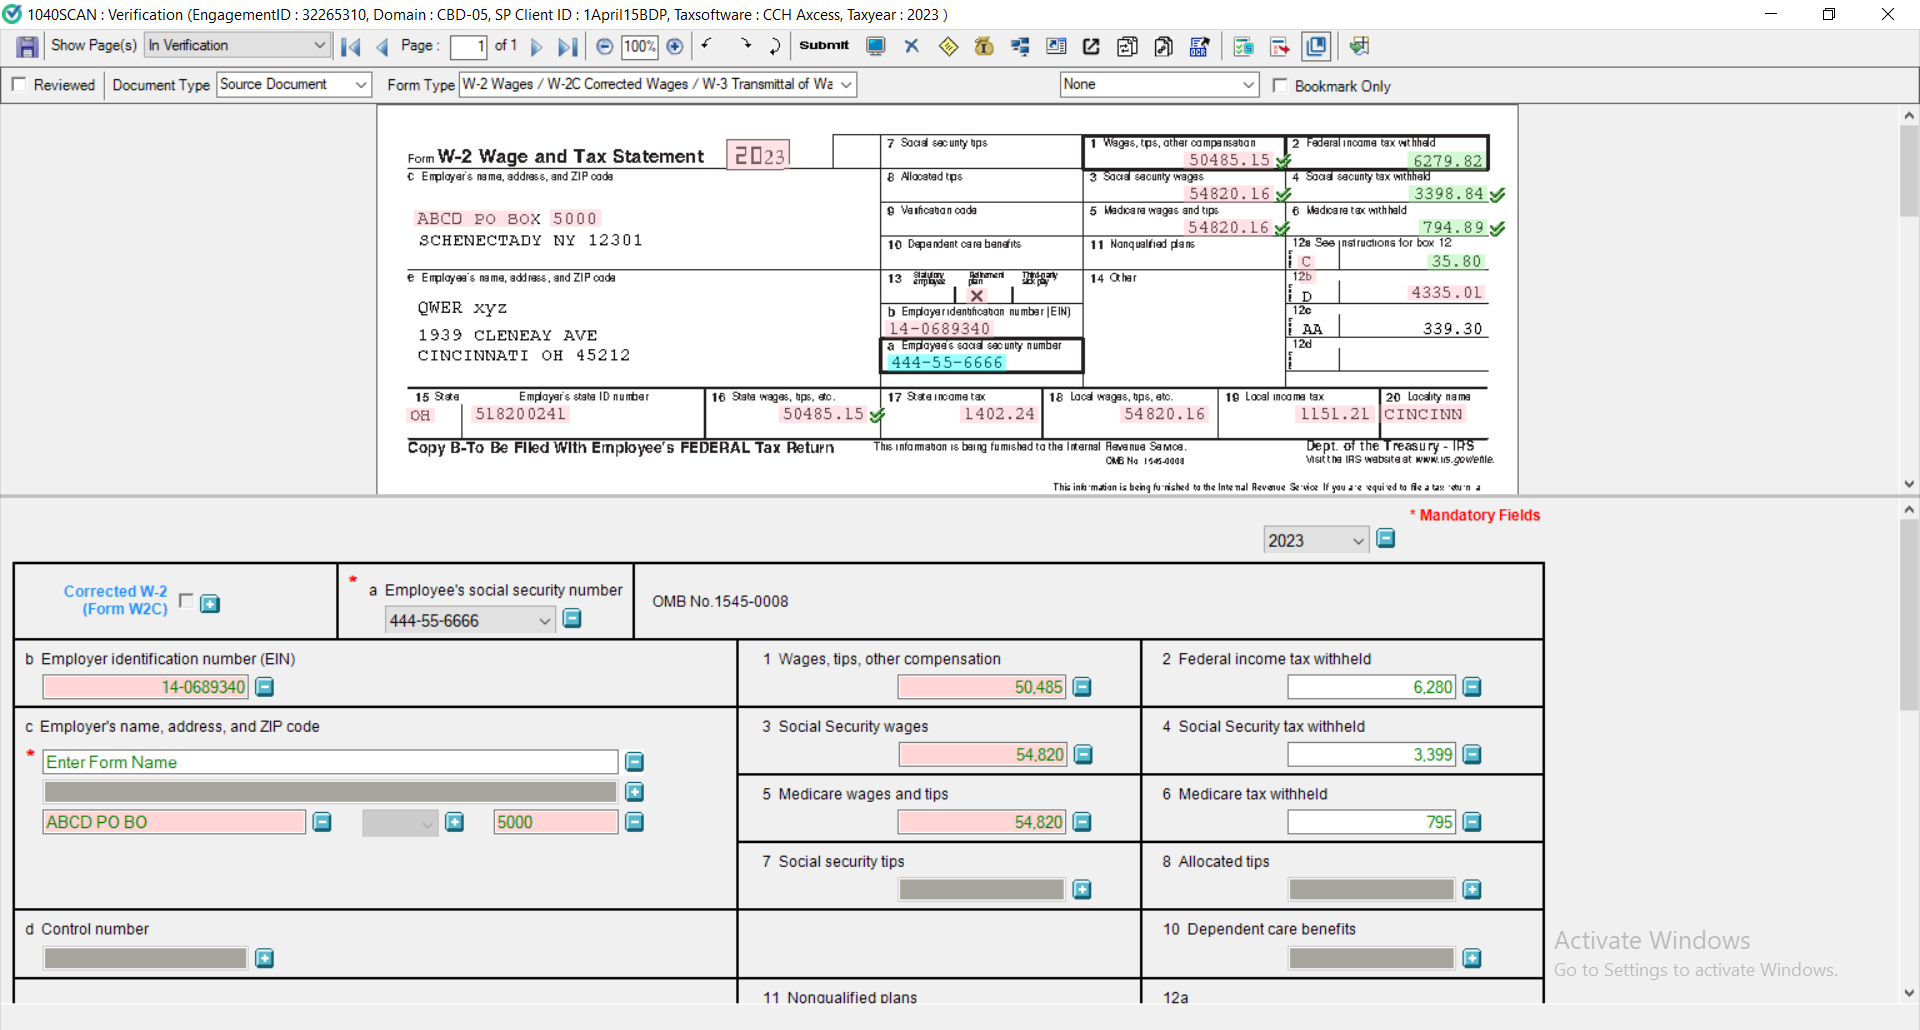 1040SCAN : Verification (EngagementID : 32265310, Domain : CBD-05, SP Client ID : 1April15BDP, Taxsoftware : CCH Axcess, Taxyear : 2023 )
Show Page(s) In Verification Page : 1 of 1 100% Submit
Reviewed Document Type Source Document Form Type W-2 Wages / W-2C Corrected Wages / W-3 Transmittal of Wa None Bookmark Only
Form W-2 Wage and Tax Statement 2023
7 Social security tips
1 Wages, tips, other compensation
50485.15
2 Federal income tax withheld
6279.82
c Employer's name, address, and ZIP code
8 Allocated tips
3 Social security wages
54820.16
4 Social security tax withheld
3398.84
ABCD PO BOX 5000
SCHENECTADY NY 12301
9 Verification code
5 Medicare wages and tips
54820.16
6 Medicare tax withheld
794.89
10 Dependent care benefits
11 Nonqualified plans
12a See instructions for box 12
C 35.80
e Employee's name, address, and ZIP code
13 Statutory employee Retirement plan Third-party sick pay
X
14 Other
12b
D 4335.01
QWER xyz
1939 CLENEAY AVE
CINCINNATI OH 45212
b Employer identification number (EIN)
14-0689340
12c
AA 339.30
a Employee's social security number
444-55-6666
12d
15 State Employer's state ID number
OH 518200241
16 State wages, tips, etc.
50485.15
17 State income tax
1402.24
18 Local wages, tips, etc.
54820.16
19 Local income tax
1151.21
20 Locality name
CINCINN
Copy B-To Be Filed With Employee's FEDERAL Tax Return
This information is being furnished to the Internal Revenue Service.
OMB No 1545-0008
Dept. of the Treasury - IRS
Visit the IRS website at www.irs.gov/efile.
This information is being furnished to the Internal Revenue Service If you are required to file a tax return a
* Mandatory Fields
2023
Corrected W-2
(Form W2C)
* a Employee's social security number
444-55-6666
OMB No.1545-0008
b Employer identification number (EIN)
14-0689340
1 Wages, tips, other compensation
50,485
2 Federal income tax withheld
6,280
c Employer's name, address, and ZIP code
* Enter Form Name
ABCD PO BO 5000
3 Social Security wages
54,820
4 Social Security tax withheld
3,399
5 Medicare wages and tips
54,820
6 Medicare tax withheld
795
7 Social security tips
8 Allocated tips
d Control number
10 Dependent care benefits
11 Nonqualified plans
12a
Activate Windows
Go to Settings to activate Windows.